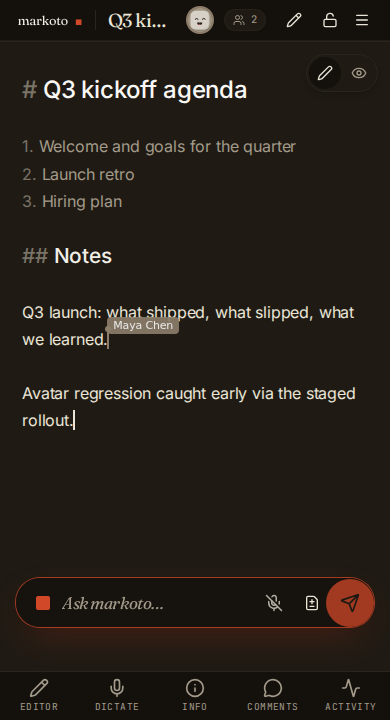 markoto
Q3 ki...
2
# Q3 kickoff agenda
1. Welcome and goals for the quarter
2. Launch retro
3. Hiring plan
## Notes
Q3 launch: what shipped, what slipped, what
we learned.
Maya Chen
Avatar regression caught early via the staged
rollout.
Ask markoto...
EDITOR
DICTATE
INFO
COMMENTS
ACTIVITY